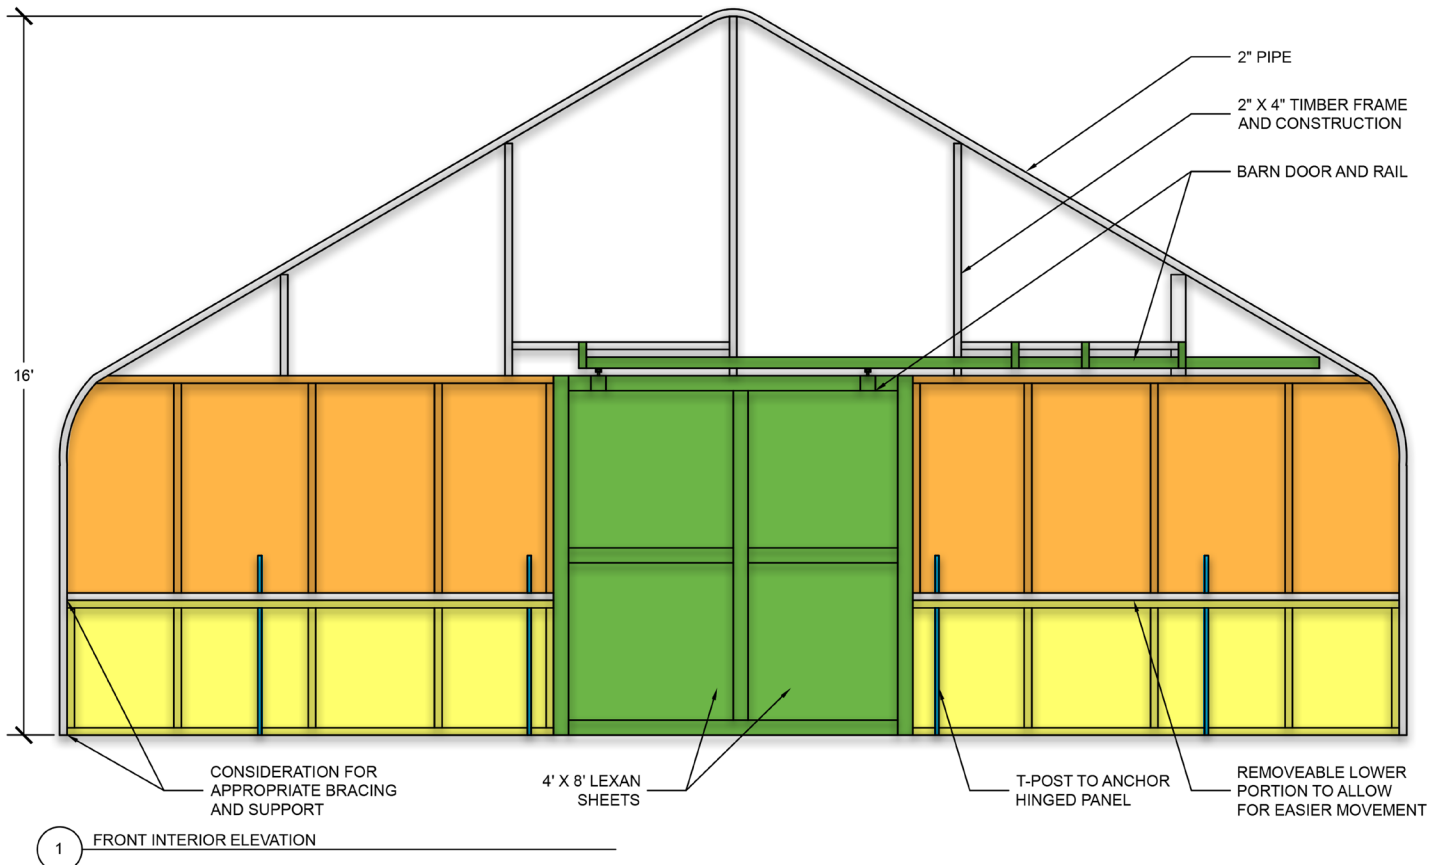 2" PIPE
2" X 4" TIMBER FRAME
AND CONSTRUCTION
BARN DOOR AND RAIL
16'
CONSIDERATION FOR
APPROPRIATE BRACING
AND SUPPORT
4' X 8' LEXAN
SHEETS
T-POST TO ANCHOR
HINGED PANEL
REMOVEABLE LOWER
PORTION TO ALLOW
FOR EASIER MOVEMENT
1 FRONT INTERIOR ELEVATION